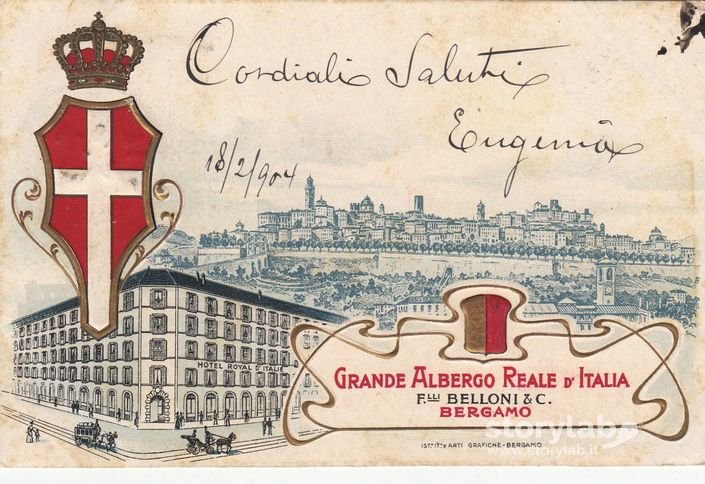 Cordiali Saluti
Eugenia
18/2/904
HOTEL ROYAL D'ITALIE
GRANDE ALBERGO REALE D'ITALIA
F.LLI BELLONI & C.
BERGAMO
IST. IT. D'ARTI GRAFICHE-BERGAMO
storylab
www.storylab.it